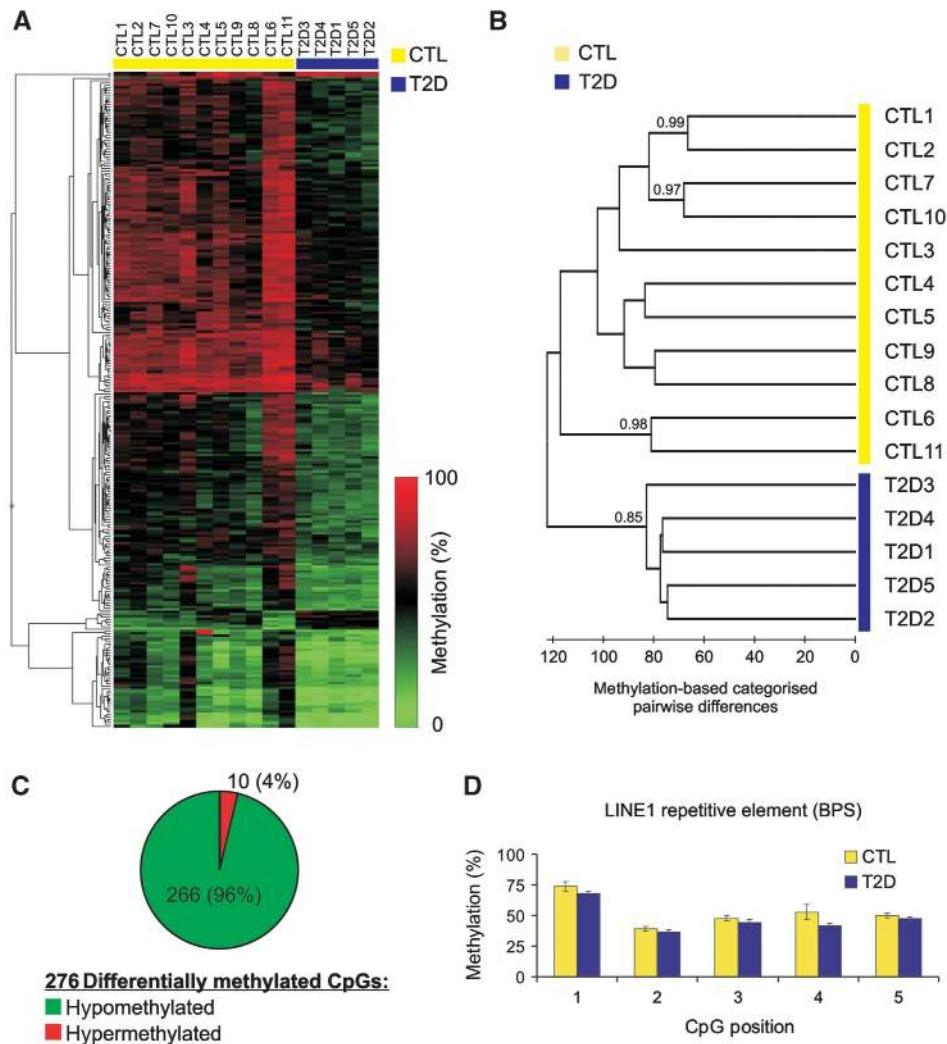 A
CTL1
CTL2
CTL7
CTL10
CTL3
CTL4
CTL5
CTL9
CTL8
CTL6
CTL11
T2D3
T2D4
T2D1
T2D5
T2D2
CTL
T2D
100
Methylation (%)
0
B
CTL
T2D
0.99
0.97
0.98
0.85
CTL1
CTL2
CTL7
CTL10
CTL3
CTL4
CTL5
CTL9
CTL8
CTL6
CTL11
T2D3
T2D4
T2D1
T2D5
T2D2
120 100 80 60 40 20 0
Methylation-based categorised
pairwise differences
C
10 (4%)
266 (96%)
276 Differentially methylated CpGs:
Hypomethylated
Hypermethylated
D
LINE1 repetitive element (BPS)
CTL
T2D
Methylation (%)
100
75
50
25
0
1 2 3 4 5
CpG position